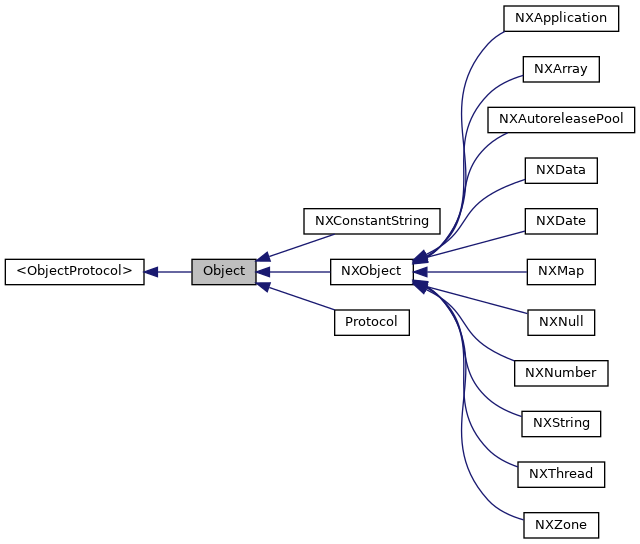 NXApplication
NXArray
NXAutoreleasePool
NXData
NXConstantString
NXDate
<ObjectProtocol>
Object
NXObject
NXMap
Protocol
NXNull
NXNumber
NXString
NXThread
NXZone